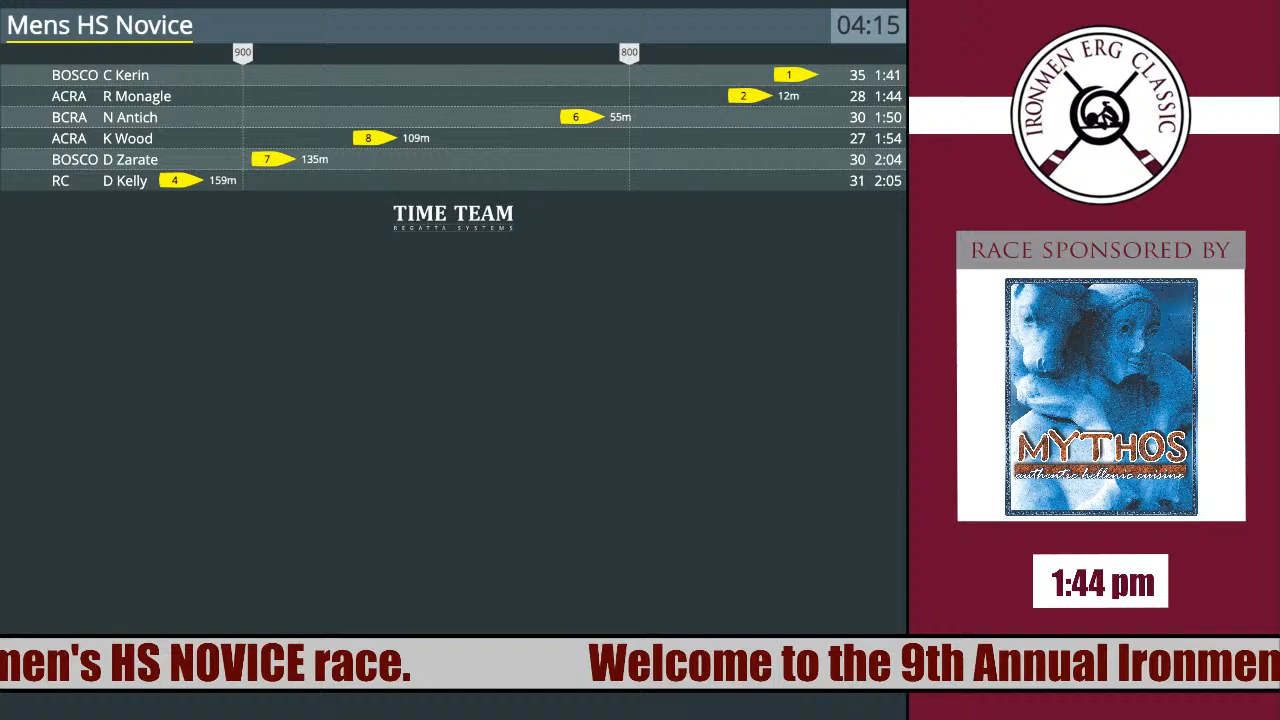 Mens HS Novice 04:15
900 800
BOSCO C Kerin 1 35 1:41
ACRA R Monagle 2 12m 28 1:44
BCRA N Antich 6 55m 30 1:50
ACRA K Wood 8 109m 27 1:54
BOSCO D Zarate 7 135m 30 2:04
RC D Kelly 4 159m 31 2:05
TIME TEAM
REGATTA SYSTEMS
IRONMEN ERG CLASSIC
RACE SPONSORED BY
MYTHOS
authentic hellenic cuisine
1:44 pm
men's HS NOVICE race. Welcome to the 9th Annual Ironmen